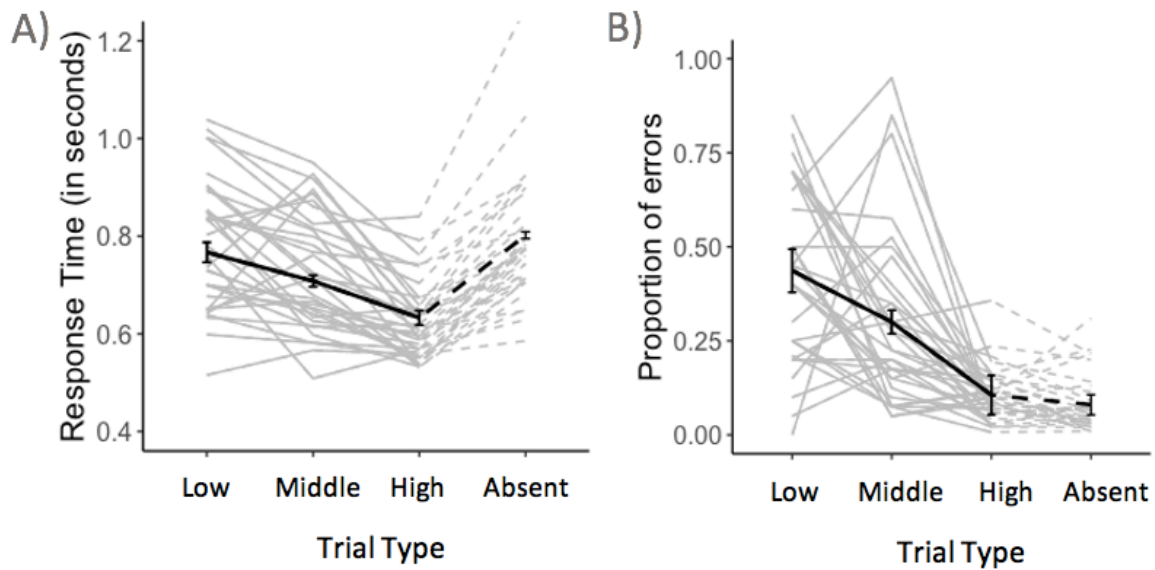 A)
Response Time (in seconds)
1.2
1.0
0.8
0.6
0.4
Low Middle High Absent
Trial Type
B)
Proportion of errors
1.00
0.75
0.50
0.25
0.00
Low Middle High Absent
Trial Type